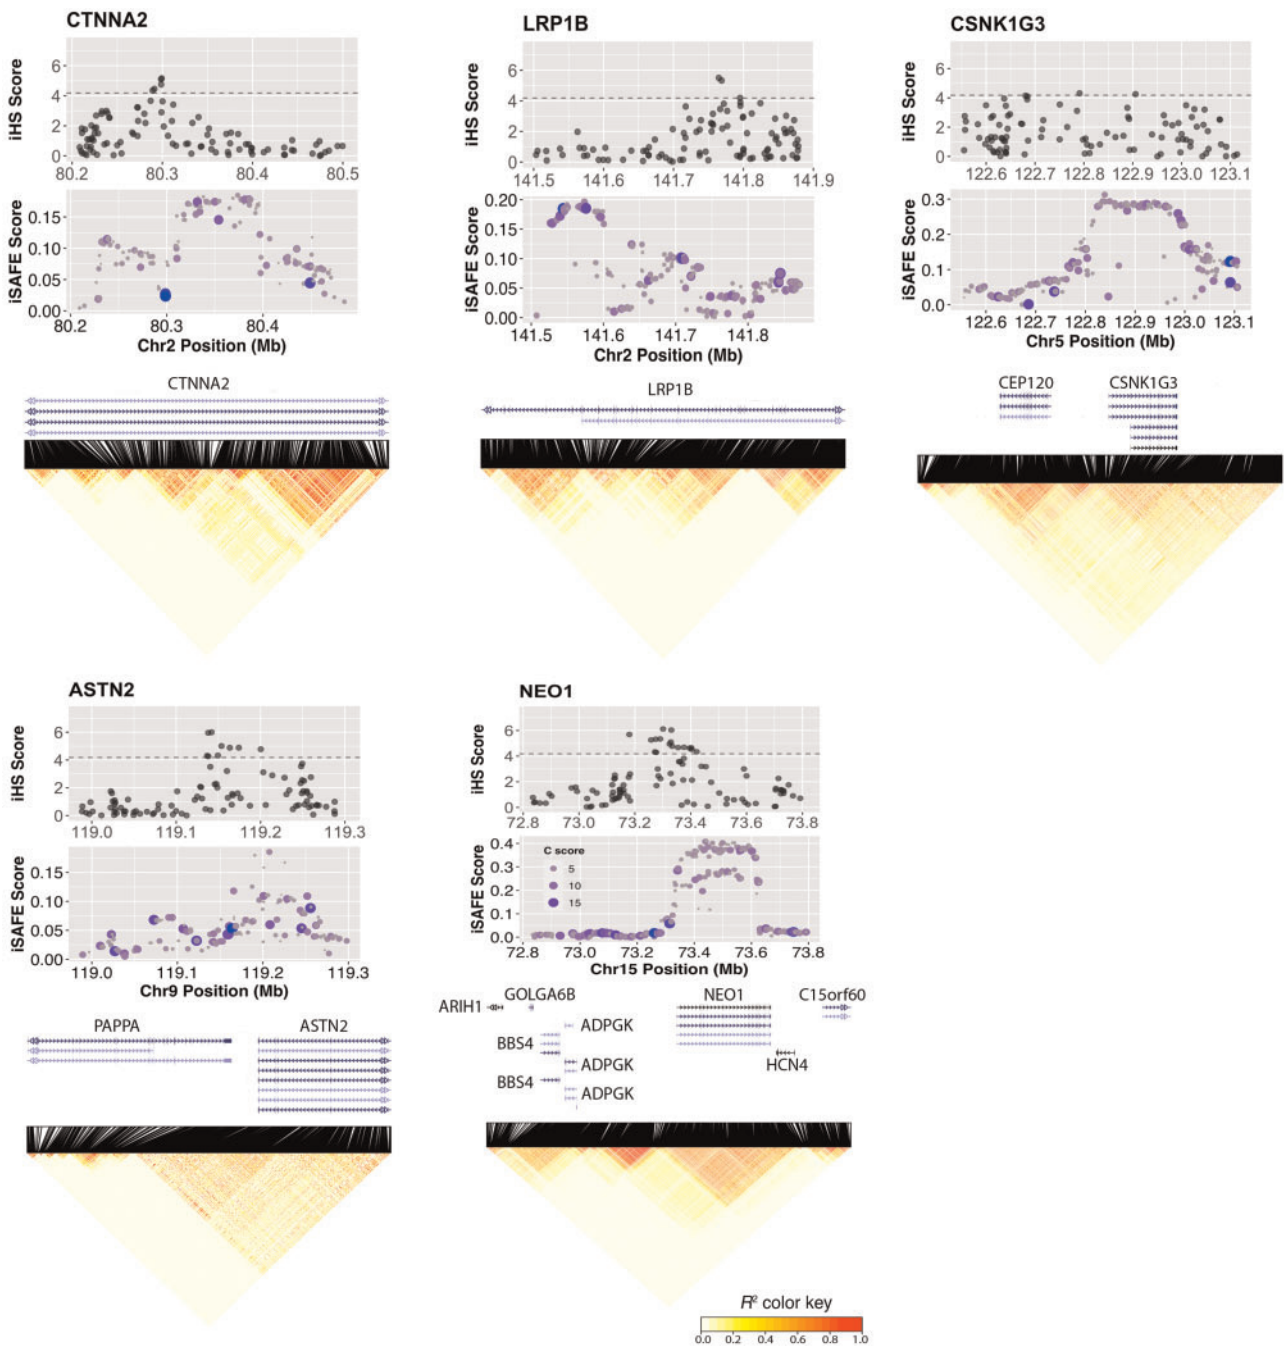 CTNNA2
iHS Score
6
4
2
0
80.2 80.3 80.4 80.5
iSAFE Score
0.15
0.10
0.05
0.00
80.2 80.3 80.4
Chr2 Position (Mb)
CTNNA2
LRP1B
iHS Score
6
4
2
0
141.5 141.6 141.7 141.8 141.9
iSAFE Score
0.20
0.15
0.10
0.05
0.00
141.5 141.6 141.7 141.8
Chr2 Position (Mb)
LRP1B
CSNK1G3
iHS Score
6
4
2
0
122.6 122.7 122.8 122.9 123.0 123.1
iSAFE Score
0.3
0.2
0.1
0.0
122.6 122.7 122.8 122.9 123.0 123.1
Chr5 Position (Mb)
CEP120 CSNK1G3
ASTN2
iHS Score
6
4
2
0
119.0 119.1 119.2 119.3
iSAFE Score
0.15
0.10
0.05
0.00
119.0 119.1 119.2 119.3
Chr9 Position (Mb)
PAPPA ASTN2
NEO1
iHS Score
6
4
2
0
72.8 73.0 73.2 73.4 73.6 73.8
iSAFE Score
0.4
0.3
0.2
0.1
0.0
C score
5
10
15
72.8 73.0 73.2 73.4 73.6 73.8
Chr15 Position (Mb)
ARIH1 GOLGA6B NEO1 C15orf60
ADPGK
BBS4
HCN4
ADPGK
BBS4
ADPGK
R² color key
0.0 0.2 0.4 0.6 0.8 1.0